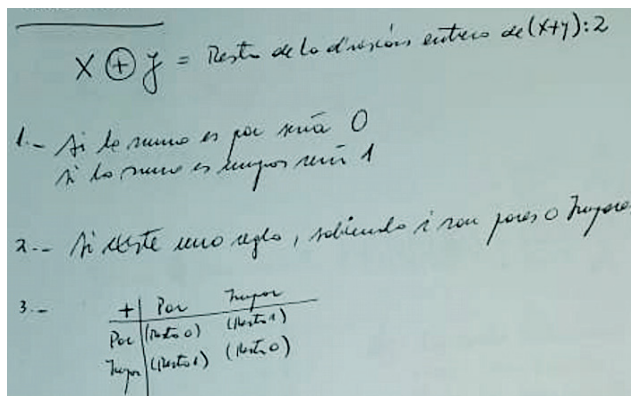 X ⊕ y = Resto de la división entera de (x+y):2
1.- Si la suma es par será 0
Si la suma es impar será 1
2.- Si existe una regla, sabiendo si son pares o Impares
3.-
+ | Par Impar
Par | (Resto 0) (Resto 1)
Impar | (Resto 1) (Resto 0)